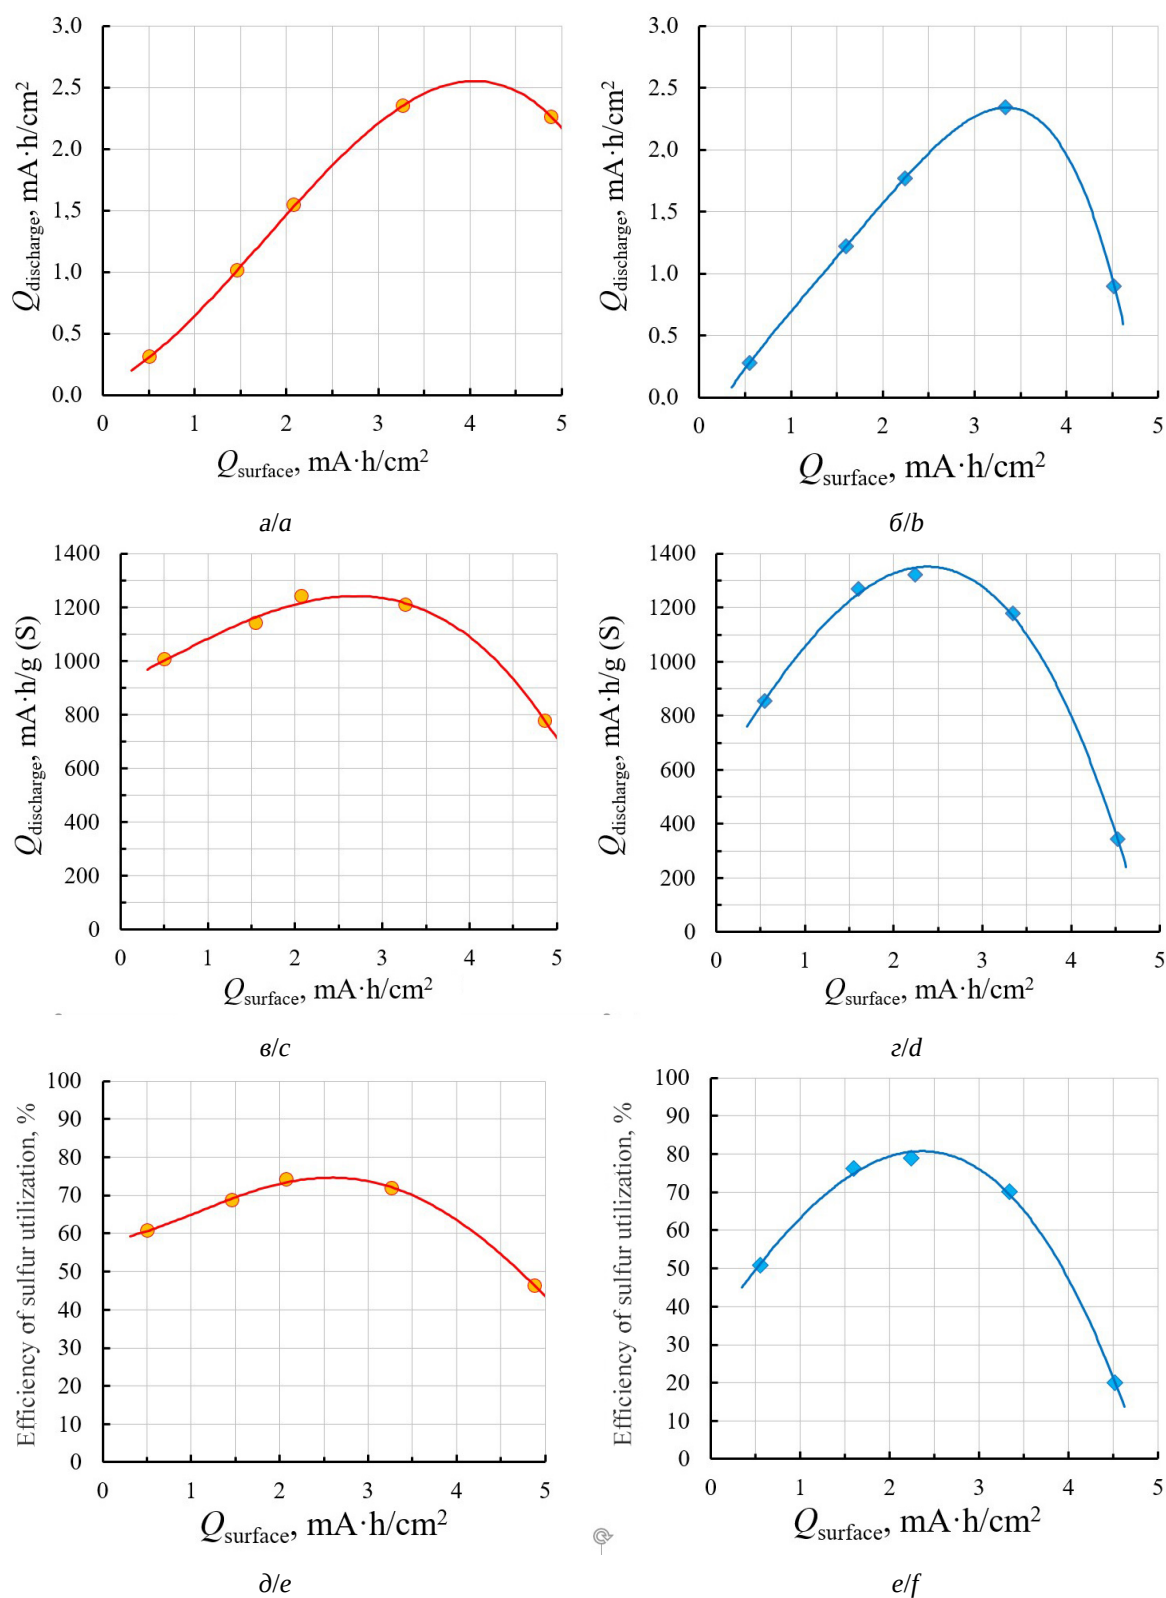 3.0
2.5
2.0
1.5
1.0
0.5
0.0
Qdischarge, mA·h/cm²
0 1 2 3 4 5
Qsurface, mA·h/cm²
а/a
3.0
2.5
2.0
1.5
1.0
0.5
0.0
Qdischarge, mA·h/cm²
0 1 2 3 4 5
Qsurface, mA·h/cm²
б/b
1400
1200
1000
800
600
400
200
0
Qdischarge, mA·h/g (S)
0 1 2 3 4 5
Qsurface, mA·h/cm²
в/c
1400
1200
1000
800
600
400
200
0
Qdischarge, mA·h/g (S)
0 1 2 3 4 5
Qsurface, mA·h/cm²
г/d
100
90
80
70
60
50
40
30
20
10
0
Efficiency of sulfur utilization, %
0 1 2 3 4 5
Qsurface, mA·h/cm²
д/e
100
90
80
70
60
50
40
30
20
10
0
Efficiency of sulfur utilization, %
0 1 2 3 4 5
Qsurface, mA·h/cm²
е/f